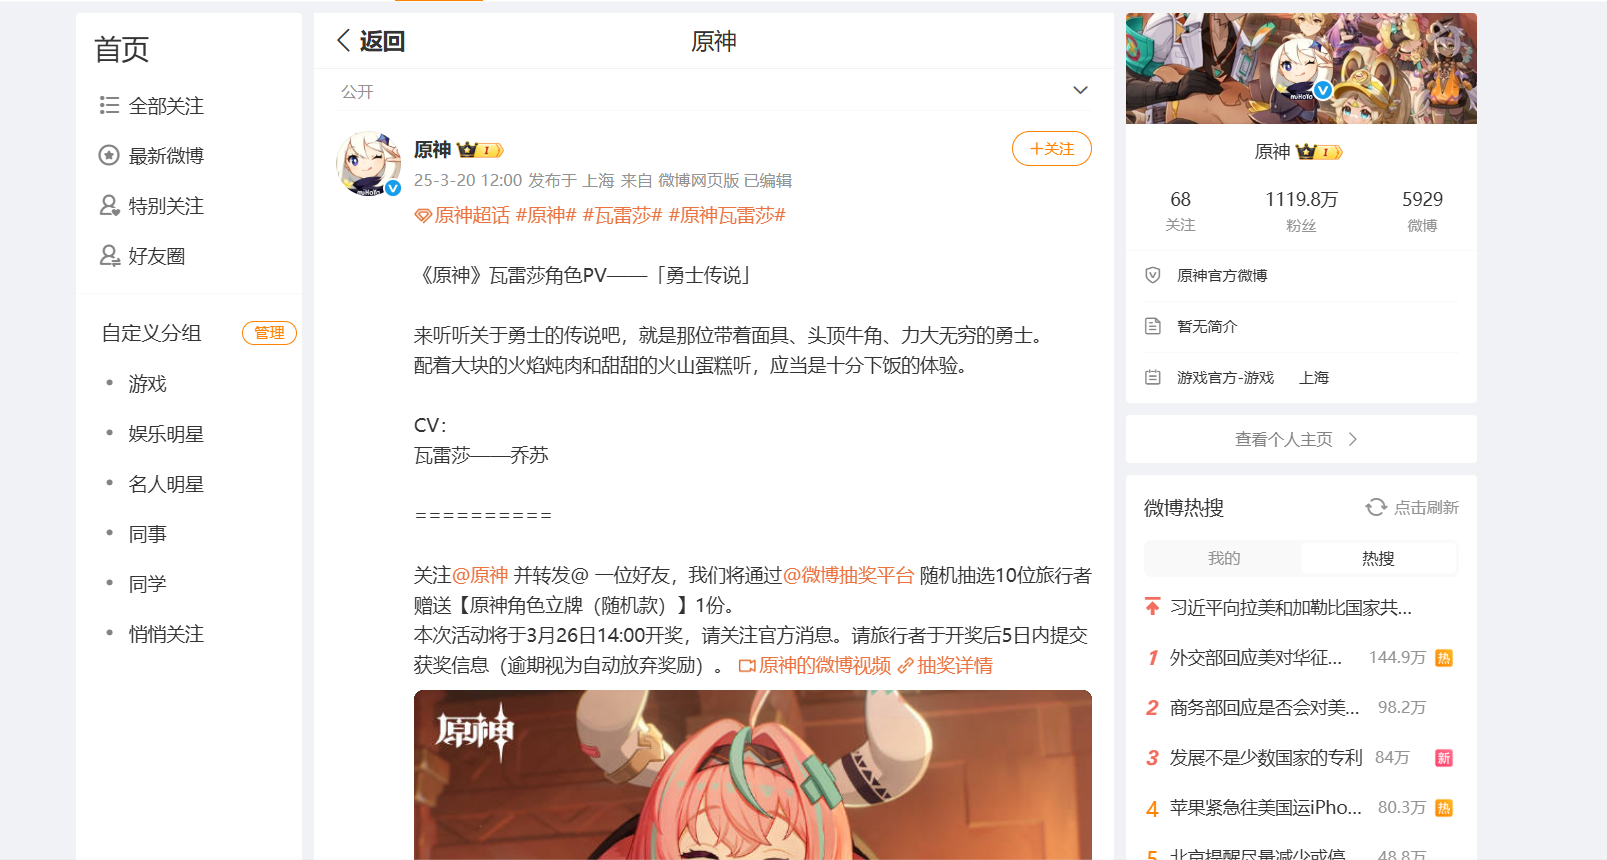 首页
全部关注
最新微博
特别关注
好友圈
自定义分组
管理
游戏
娱乐明星
名人明星
同事
同学
悄悄关注
返回
原神
公开
原神
I
+关注
25-3-20 12:00 发布于 上海 来自 微博网页版 已编辑
原神超话 #原神# #瓦雷莎# #原神瓦雷莎#
《原神》瓦雷莎角色PV——「勇士传说」
来听听关于勇士的传说吧，就是那位带着面具、头顶牛角、力大无穷的勇士。
配着大块的火焰炖肉和甜甜的火山蛋糕听，应当是十分下饭的体验。
CV：
瓦雷莎——乔苏
==========
关注@原神 并转发@ 一位好友，我们将通过@微博抽奖平台 随机抽选10位旅行者
赠送【原神角色立牌（随机款）】1份。
本次活动将于3月26日14:00开奖，请关注官方消息。请旅行者于开奖后5日内提交
获奖信息（逾期视为自动放弃奖励）。 原神的微博视频 抽奖详情
原神
miHoYo
原神
I
68
1119.8万
5929
关注
粉丝
微博
原神官方微博
暂无简介
游戏官方-游戏 上海
查看个人主页
微博热搜
点击刷新
我的
热搜
习近平向拉美和加勒比国家共...
1 外交部回应美对华征... 144.9万 热
2 商务部回应是否会对美... 98.2万
3 发展不是少数国家的专利 84万 新
4 苹果紧急往美国运iPho... 80.3万 热
5 北京提醒尽量减少或停... 48.8万